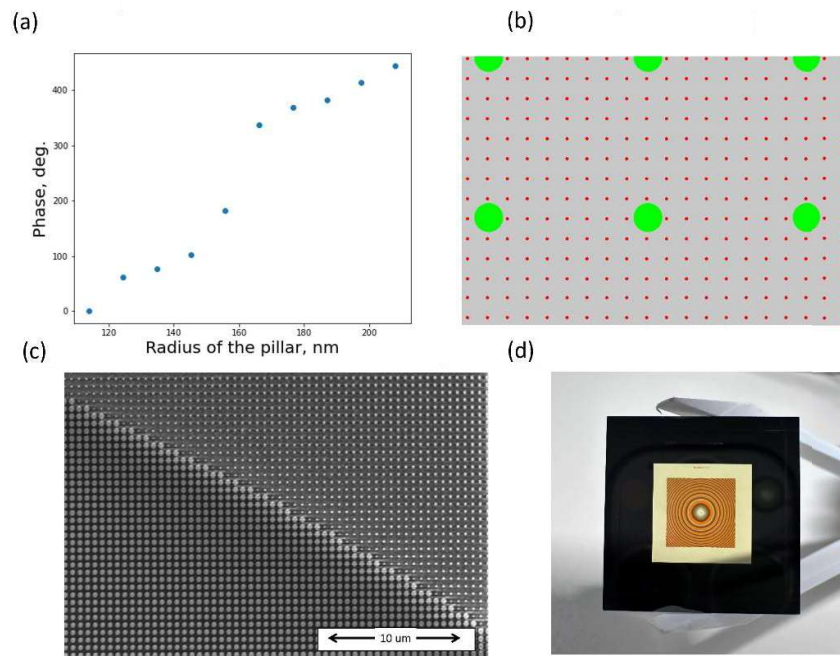 (a)
(b)
400
300
200
100
0
Phase, deg.
120 140 160 180 200
Radius of the pillar, nm
(c)
(d)
10 um